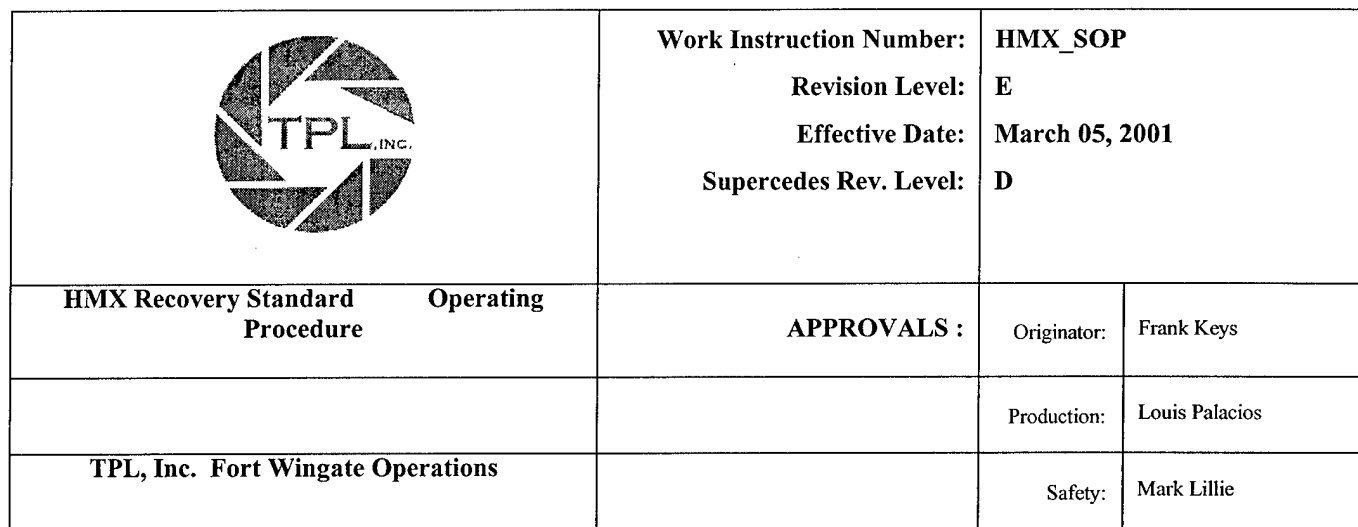 TPL, INC.
Work Instruction Number: HMX_SOP
Revision Level: E
Effective Date: March 05, 2001
Supercedes Rev. Level: D
HMX Recovery Standard Operating
Procedure
APPROVALS : Originator: Frank Keys
Production: Louis Palacios
TPL, Inc. Fort Wingate Operations
Safety: Mark Lillie